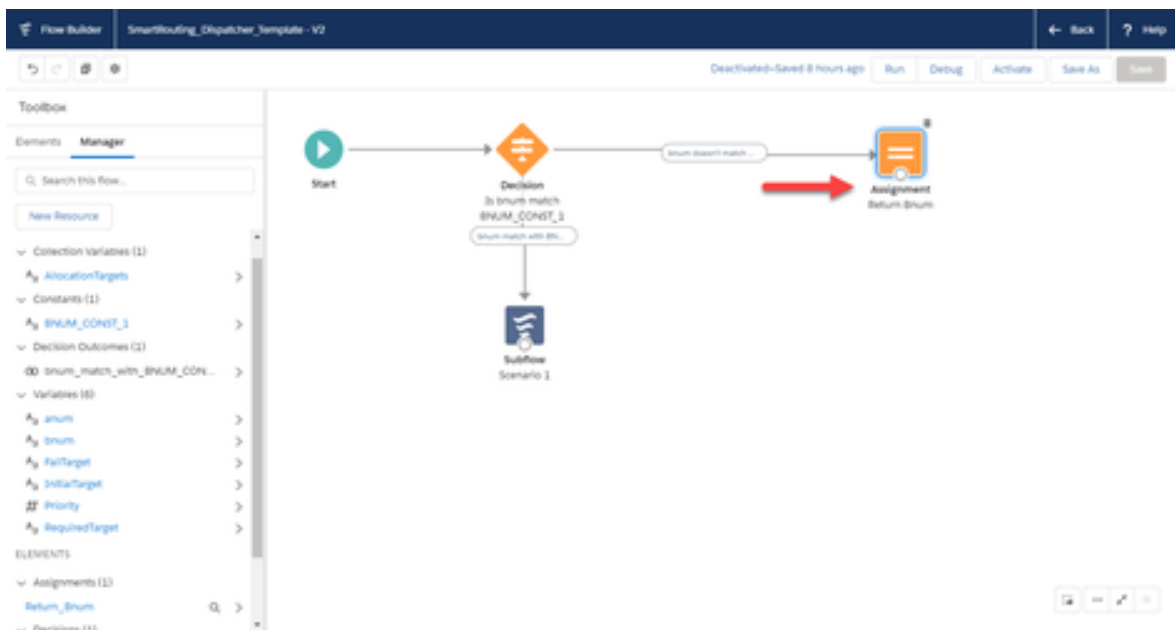 Flow Builder
SmartRouting_Dispatcher_Template - V2
Back
? Help
Deactivated•Saved 8 hours ago
Run
Debug
Activate
Save As
Save
Toolbox
Elements
Manager
Search this flow...
New Resource
Collection Variables (1)
AllocationTargets
Constants (1)
BNUM_CONST_1
Decision Outcomes (1)
bnum_match_with_BNUM_CON...
Variables (6)
anum
bnum
FailTarget
InitialTarget
Priority
RequiredTarget
ELEMENTS
Assignments (1)
Return_Bnum
Decisions (1)
Start
Decision
Is bnum match
BNUM_CONST_1
bnum match with BN...
bnum doesn't match ...
Assignment
Return Bnum
Subflow
Scenario 1